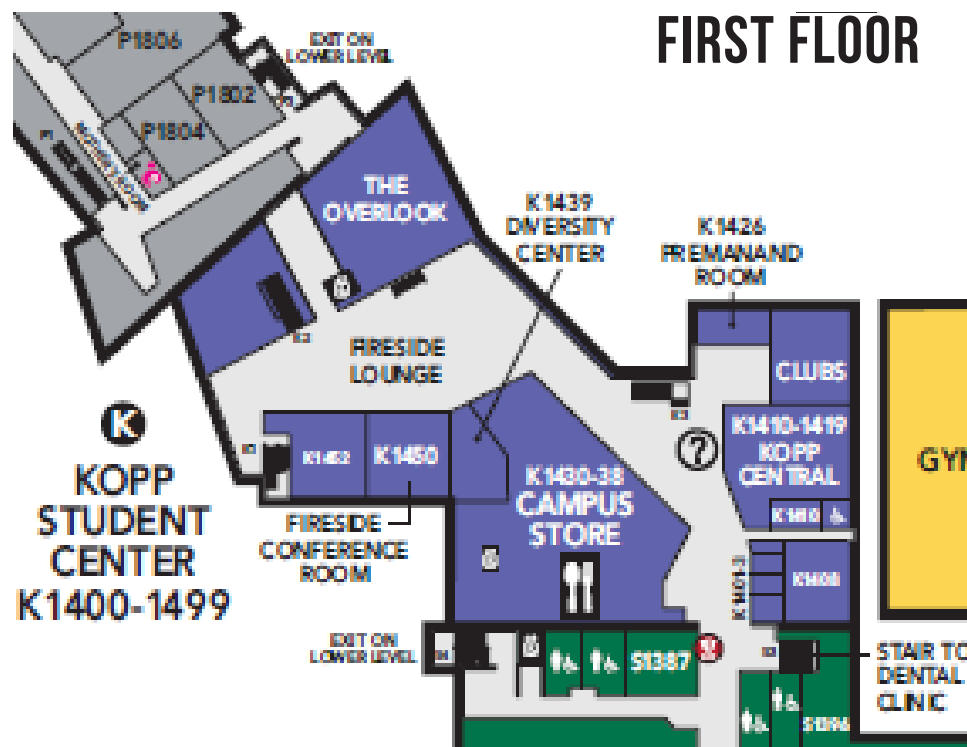 FIRST FLOOR
P1806
EXIT ON
LOWER LEVEL
P1802
P1804
THE
OVERLOOK
K1439
DIVERSITY
CENTER
K1426
PREMANAND
ROOM
FIRESIDE
LOUNGE
CLUBS
K
KOPP
STUDENT
CENTER
K1400-1499
K1452
K1450
FIRESIDE
CONFERENCE
ROOM
K1430-38
CAMPUS
STORE
?
K1410-1419
KOPP
CENTRAL
GYM
EXIT ON
LOWER LEVEL
S1387
STAIR TO
DENTAL
CLINIC